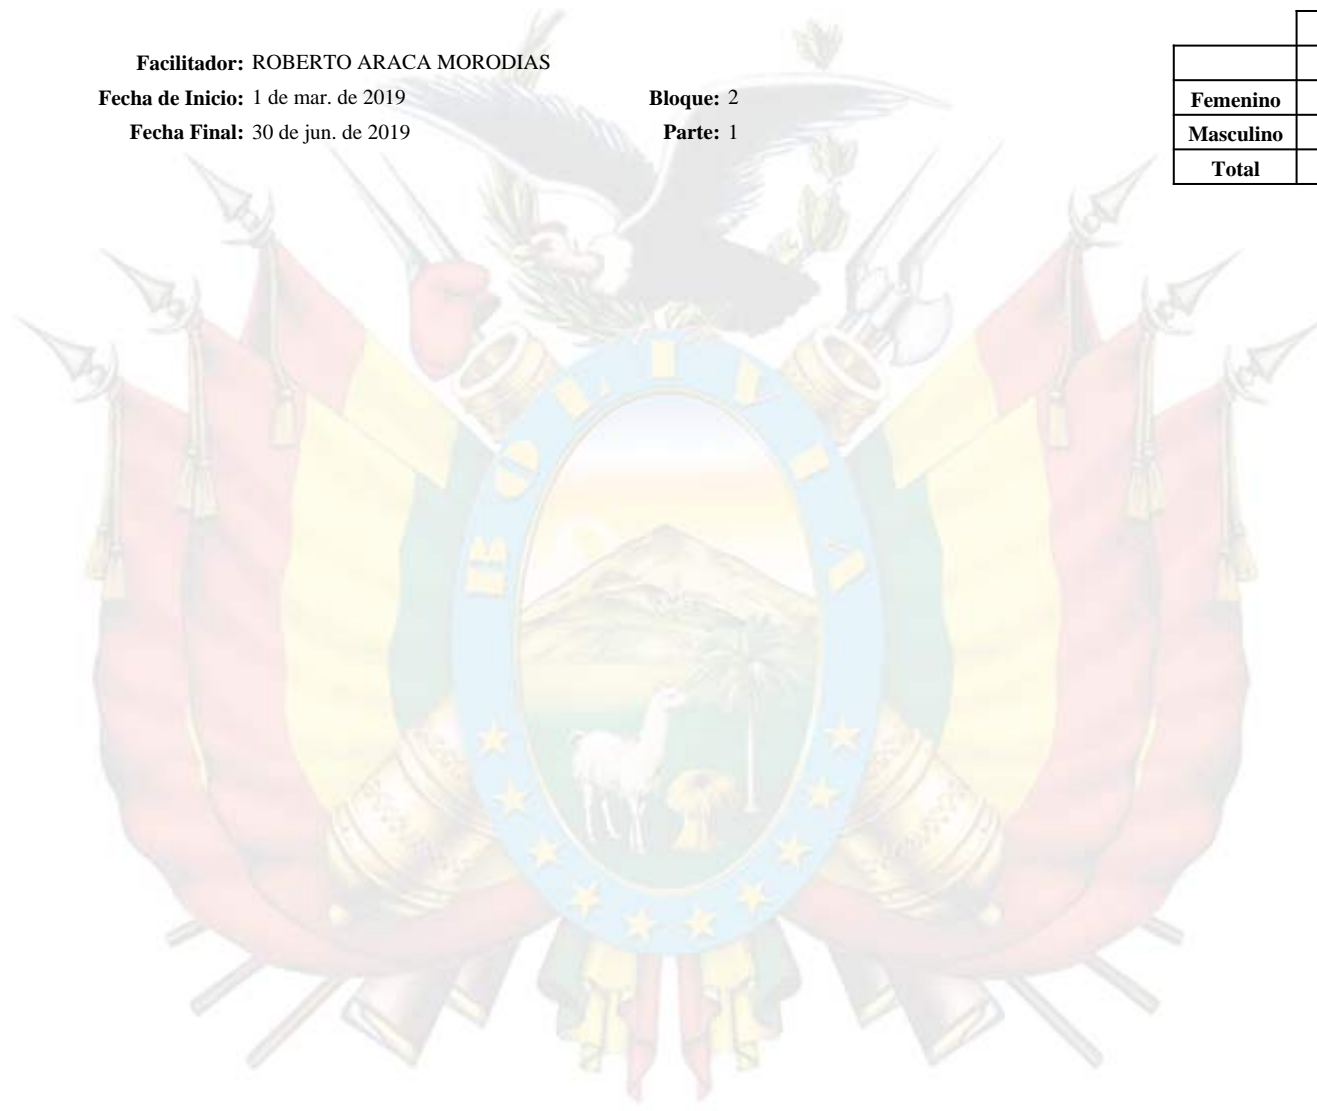 Facilitador: ROBERTO ARACA MORODIAS
Fecha de Inicio: 1 de mar. de 2019 Bloque: 2
Fecha Final: 30 de jun. de 2019 Parte: 1
Femenino
Masculino
Total
BOLIVIA